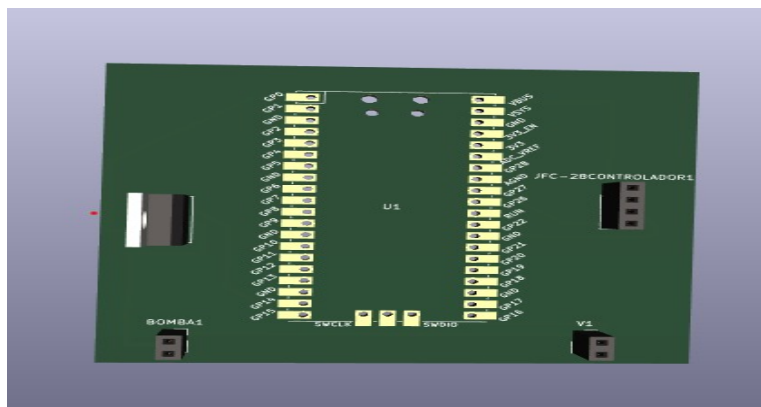 GP0
GP1
GND
GP2
GP3
GP4
GP5
GND
GP6
GP7
GP8
GP9
GND
GP10
GP11
GP12
GP13
GND
GP14
GP15
VBUS
VSYS
GND
3V3_EN
3V3
GP28
AGND
GP27
GP26
RUN
GP22
GND
GP21
GP20
GP19
GP18
GND
GP17
GP16
U1
SWCLK
SWDIO
JFC-28CONTROLADOR1
BOMBA1
V1